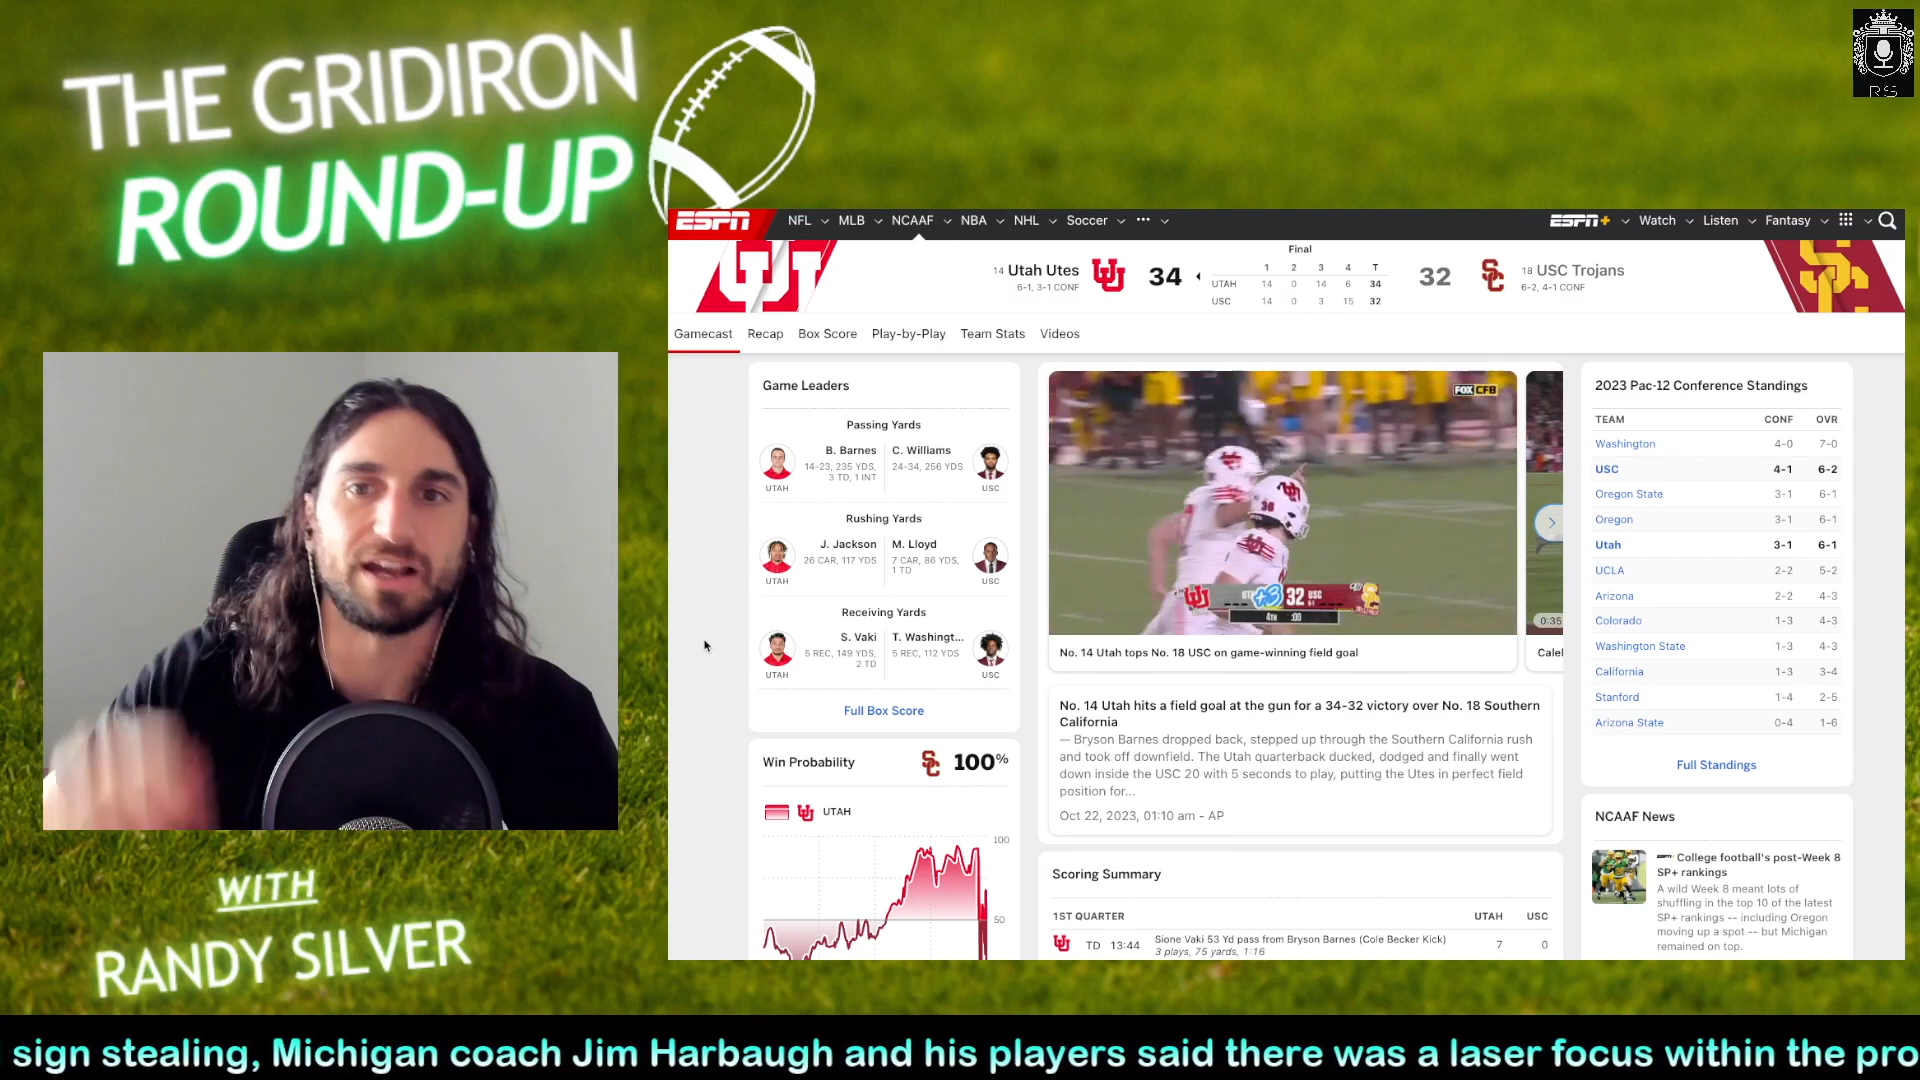 THE GRIDIRON
ROUND-UP
RS
ESPN
NFL
MLB
NCAAF
NBA
NHL
Soccer
ESPN+
Watch
Listen
Fantasy
Final
14 Utah Utes
6-1, 3-1 CONF
34
1 2 3 4 T
UTAH 14 0 14 6 34
USC 14 0 3 15 32
32
18 USC Trojans
6-2, 4-1 CONF
Gamecast
Recap
Box Score
Play-by-Play
Team Stats
Videos
Game Leaders
Passing Yards
B. Barnes
14-23, 235 YDS,
3 TD, 1 INT
UTAH
C. Williams
24-34, 256 YDS
USC
Rushing Yards
J. Jackson
26 CAR, 117 YDS
UTAH
M. Lloyd
7 CAR, 86 YDS,
1 TD
USC
Receiving Yards
S. Vaki
5 REC, 149 YDS,
2 TD
UTAH
T. Washingt...
5 REC, 112 YDS
USC
Full Box Score
Win Probability
100%
UTAH
100
50
FOX CFB
38
+3
32 USC
4TH :00
0:35
No. 14 Utah tops No. 18 USC on game-winning field goal
Calel
No. 14 Utah hits a field goal at the gun for a 34-32 victory over No. 18 Southern
California
— Bryson Barnes dropped back, stepped up through the Southern California rush
and took off downfield. The Utah quarterback ducked, dodged and finally went
down inside the USC 20 with 5 seconds to play, putting the Utes in perfect field
position for...
Oct 22, 2023, 01:10 am - AP
Scoring Summary
1ST QUARTER UTAH USC
TD 13:44 Sione Vaki 53 Yd pass from Bryson Barnes (Cole Becker Kick) 7 0
3 plays, 75 yards, 1:16
2023 Pac-12 Conference Standings
TEAM CONF OVR
Washington 4-0 7-0
USC 4-1 6-2
Oregon State 3-1 6-1
Oregon 3-1 6-1
Utah 3-1 6-1
UCLA 2-2 5-2
Arizona 2-2 4-3
Colorado 1-3 4-3
Washington State 1-3 4-3
California 1-3 3-4
Stanford 1-4 2-5
Arizona State 0-4 1-6
Full Standings
NCAAF News
College football's post-Week 8
SP+ rankings
A wild Week 8 meant lots of
shuffling in the top 10 of the latest
SP+ rankings -- including Oregon
moving up a spot -- but Michigan
remained on top.
WITH
RANDY SILVER
sign stealing, Michigan coach Jim Harbaugh and his players said there was a laser focus within the pro